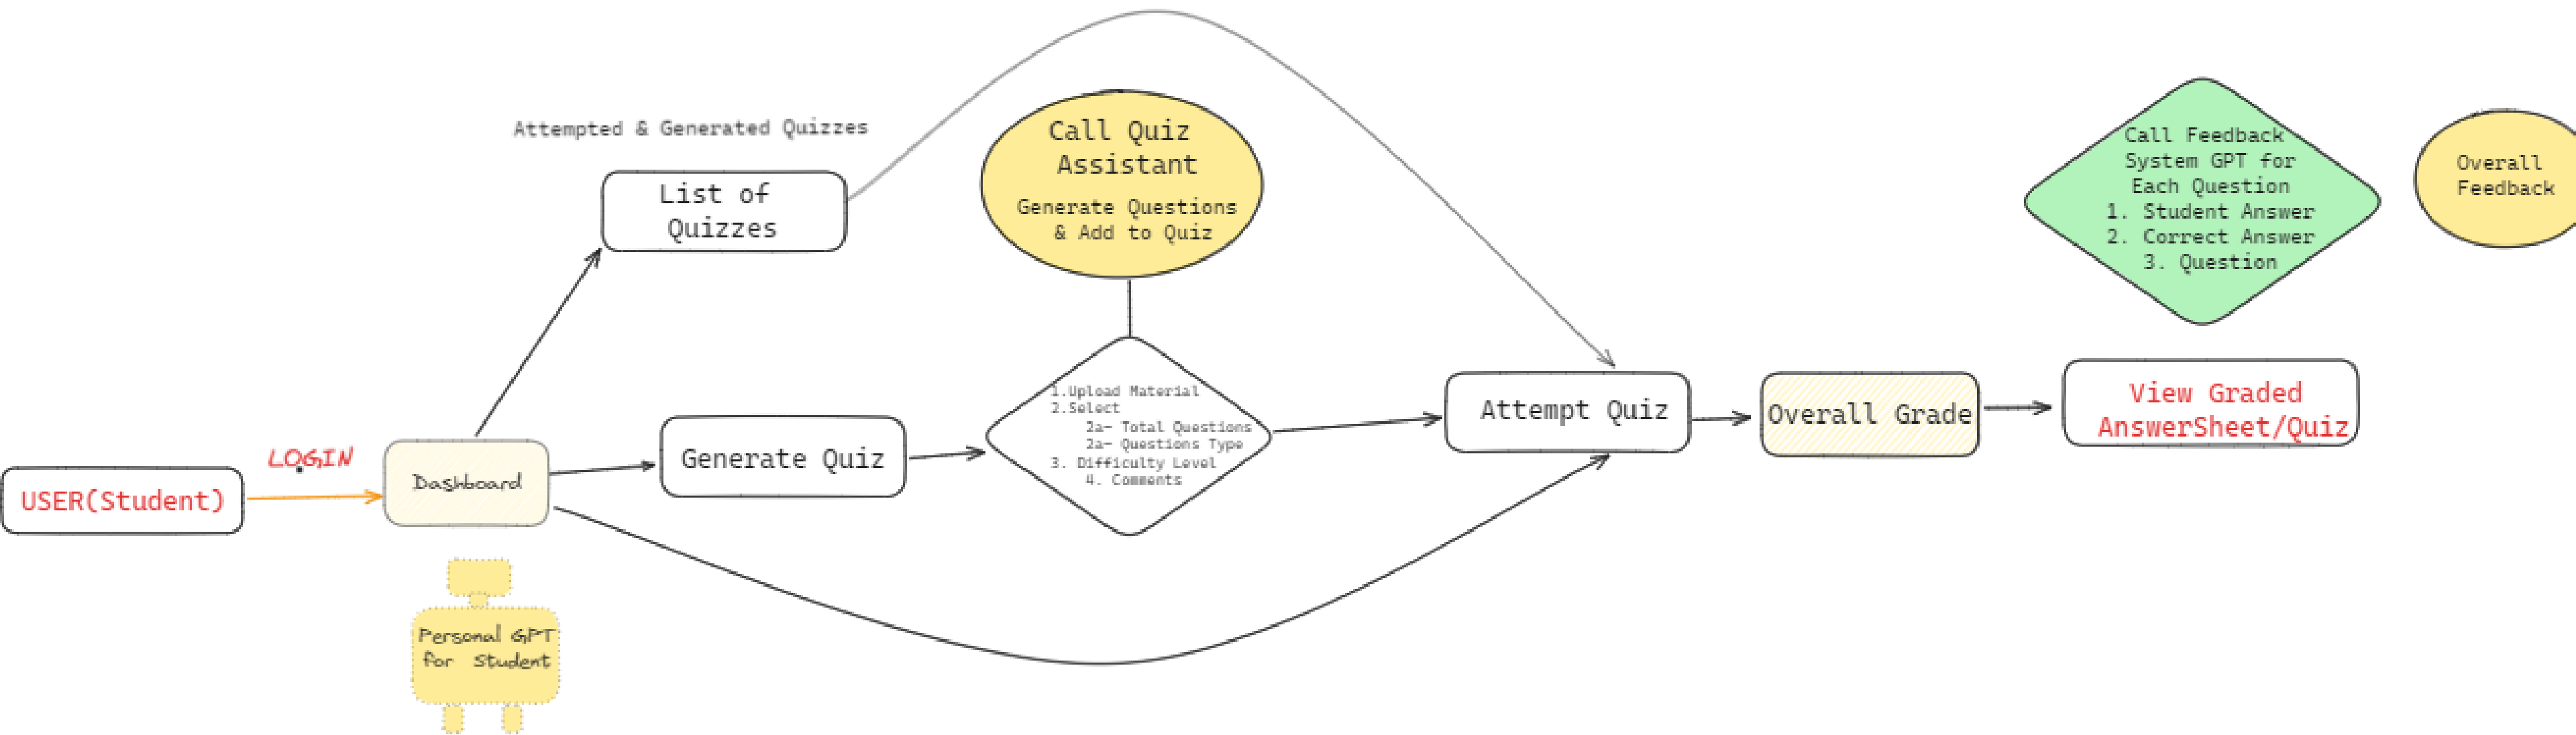 Attempted & Generated Quizzes
List of
Quizzes
Call Quiz
Assistant
Generate Questions
& Add to Quiz
Call Feedback
System GPT for
Each Question
1. Student Answer
2. Correct Answer
3. Question
Overall
Feedback
LOGIN
USER(Student)
Dashboard
Generate Quiz
1.Upload Material
2.Select
2a- Total Questions
2a- Questions Type
3. Difficulty Level
4. Comments
Attempt Quiz
Overall Grade
View Graded
AnswerSheet/Quiz
Personal GPT
for Student